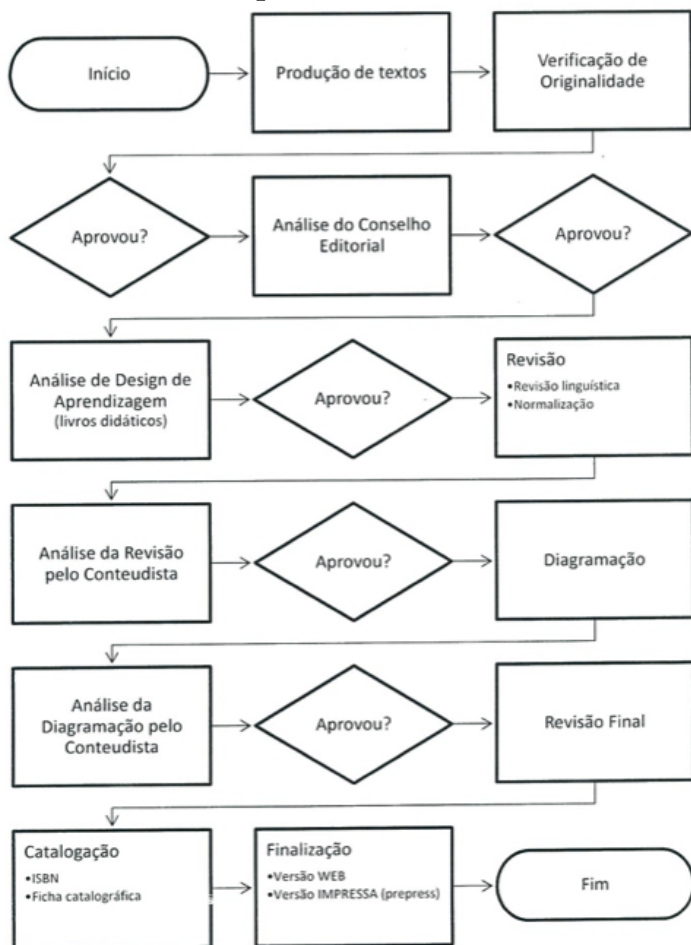 Início
Produção de textos
Verificação de
Originalidade
Aprovou?
Análise do Conselho
Editorial
Aprovou?
Análise de Design de
Aprendizagem
(livros didáticos)
Aprovou?
Revisão
•Revisão linguística
•Normalização
Análise da Revisão
pelo Conteudista
Aprovou?
Diagramação
Análise da
Diagramação pelo
Conteudista
Aprovou?
Revisão Final
Catalogação
•ISBN
•Ficha catalográfica
Finalização
•Versão WEB
•Versão IMPRESSA (prepress)
Fim